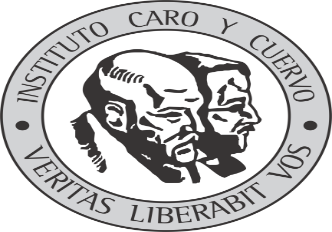 INSTITUTO CARO Y CUERVO
VERITAS LIBERABIT VOS